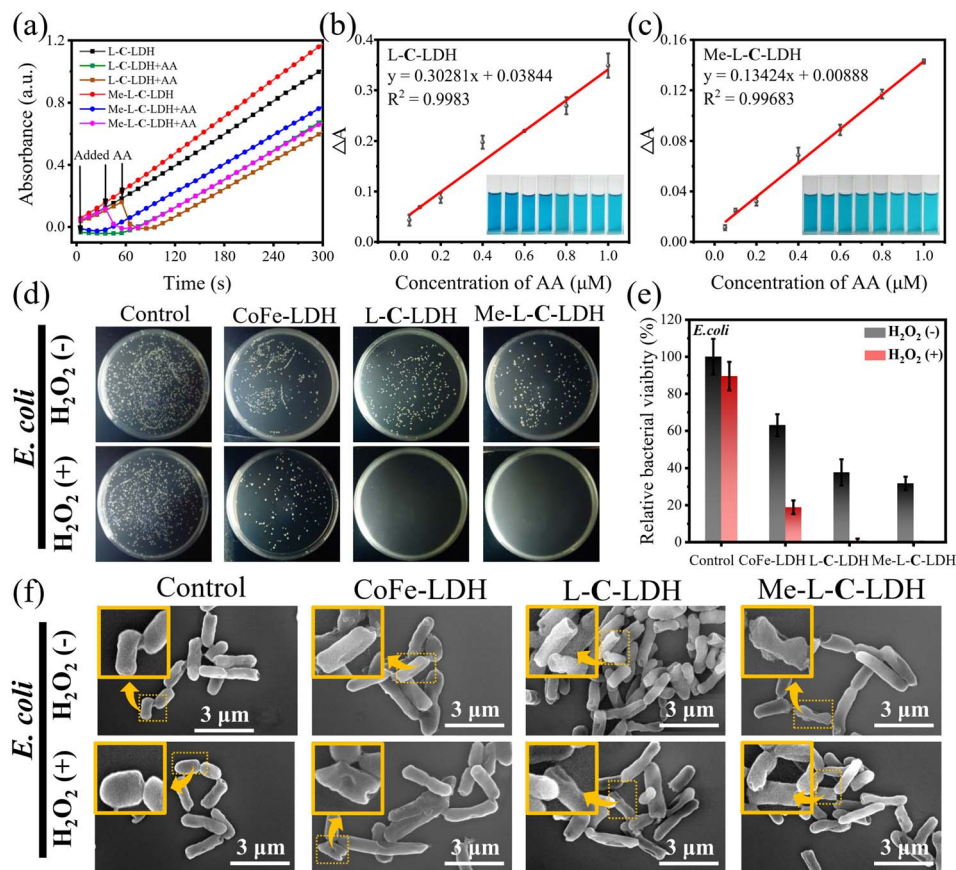 (a)
1.2
0.8
0.4
0.0
Absorbance (a.u.)
L-C-LDH
L-C-LDH+AA
L-C-LDH+AA
Me-L-C-LDH
Me-L-C-LDH+AA
Me-L-C-LDH+AA
Added AA
0 60 120 180 240 300
Time (s)
(b)
0.4
0.3
0.2
0.1
0.0
△A
L-C-LDH
y = 0.30281x + 0.03844
R² = 0.9983
0.0 0.2 0.4 0.6 0.8 1.0
Concentration of AA (μM)
(c)
0.16
0.12
0.08
0.04
0.00
△A
Me-L-C-LDH
y = 0.13424x + 0.00888
R² = 0.99683
0.0 0.2 0.4 0.6 0.8 1.0
Concentration of AA (μM)
(d)
Control CoFe-LDH L-C-LDH Me-L-C-LDH
E. coli
H₂O₂ (-)
H₂O₂ (+)
(e)
120
100
80
60
40
20
0
Relative bacterial viaibity (%)
E.coli
H₂O₂ (-)
H₂O₂ (+)
Control CoFe-LDH L-C-LDH Me-L-C-LDH
(f)
Control CoFe-LDH L-C-LDH Me-L-C-LDH
E. coli
H₂O₂ (-)
3 μm 3 μm 3 μm 3 μm
H₂O₂ (+)
3 μm 3 μm 3 μm 3 μm